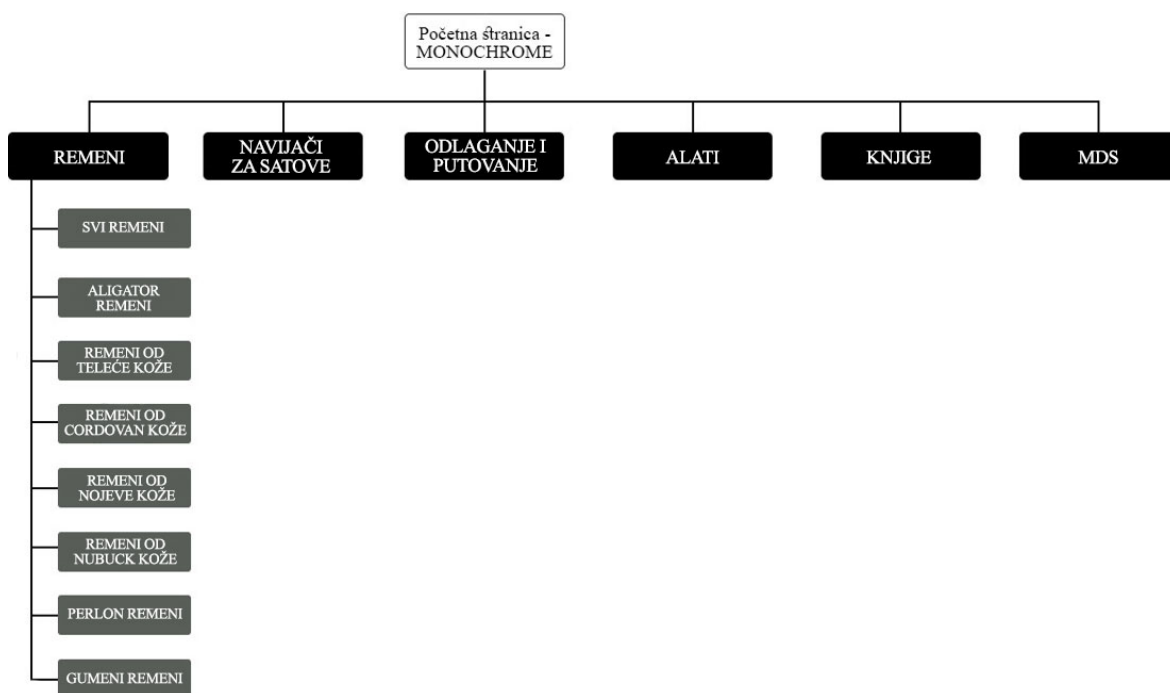 Početna stranica -
MONOCHROME
REMENI
NAVIJAČI
ZA SATOVE
ODLAGANJE I
PUTOVANJE
ALATI
KNJIGE
MDS
SVI REMENI
ALIGATOR
REMENI
REMENI OD
TELEĆE KOŽE
REMENI OD
CORDOVAN KOŽE
REMENI OD
NOJEVE KOŽE
REMENI OD
NUBUCK KOŽE
PERLON REMENI
GUMENI REMENI